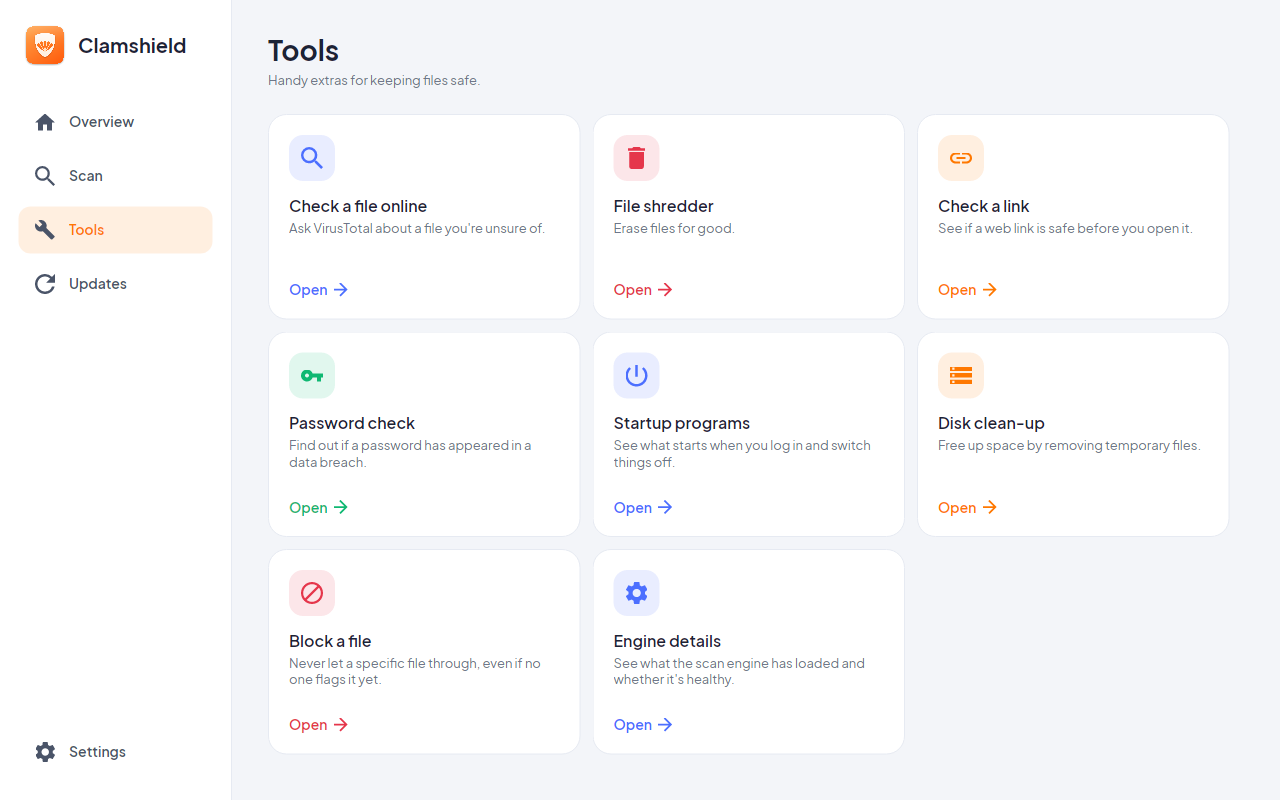 Clamshield
Overview
Scan
Tools
Updates
Settings
Tools
Handy extras for keeping files safe.
Check a file online
Ask VirusTotal about a file you're unsure of.
Open
File shredder
Erase files for good.
Open
Check a link
See if a web link is safe before you open it.
Open
Password check
Find out if a password has appeared in a
data breach.
Open
Startup programs
See what starts when you log in and switch
things off.
Open
Disk clean-up
Free up space by removing temporary files.
Open
Block a file
Never let a specific file through, even if no
one flags it yet.
Open
Engine details
See what the scan engine has loaded and
whether it's healthy.
Open